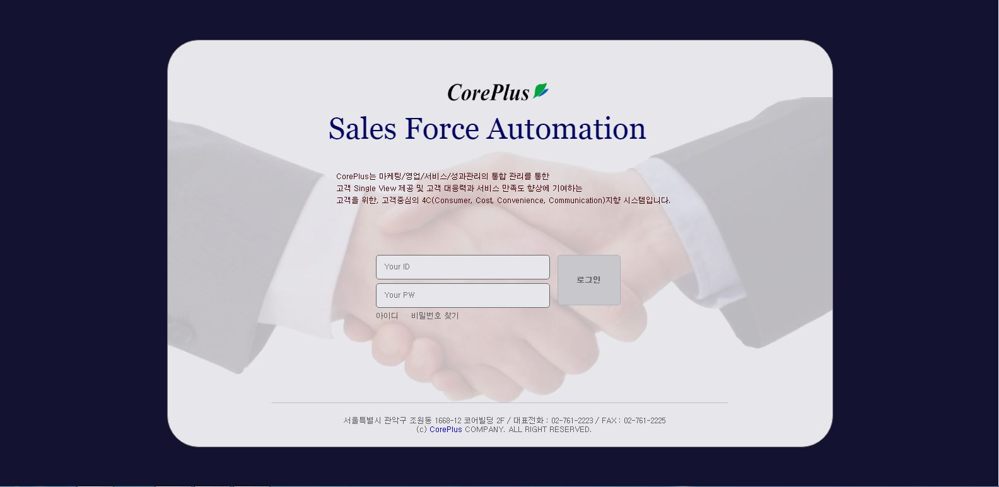 CorePlus
Sales Force Automation
CorePlus는 마케팅/영업/서비스/성과관리의 통합 관리를 통한
고객 Single View 제공 및 고객 대응력과 서비스 만족도 향상에 기여하는
고객을 위한, 고객중심의 4C(Consumer, Cost, Convenience, Communication)지향 시스템입니다.
Your ID
로그인
Your PW
아이디 비밀번호 찾기
서울특별시 관악구 조원동 1668-12 코어빌딩 2F / 대표전화 : 02-761-2223 / FAX : 02-761-2225
(c) CorePlus COMPANY. ALL RIGHT RESERVED.